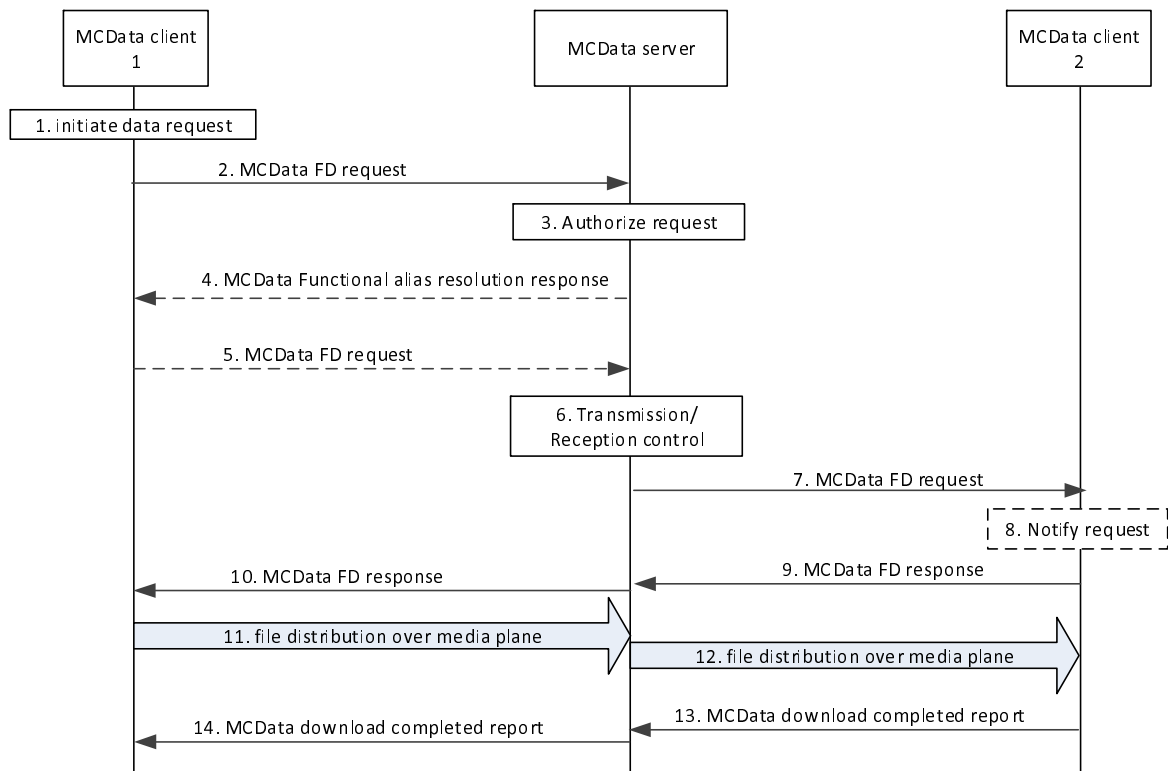 MCData client
1
MCData server
MCData client
2
1. initiate data request
2. MCData FD request
3. Authorize request
4. MCData Functional alias resolution response
5. MCData FD request
6. Transmission/
Reception control
7. MCData FD request
8. Notify request
9. MCData FD response
10. MCData FD response
11. file distribution over media plane
12. file distribution over media plane
13. MCData download completed report
14. MCData download completed report